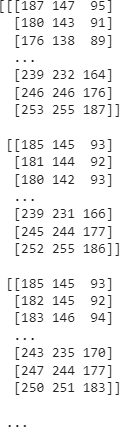 [[[187 147  95]
  [180 143  91]
  [176 138  89]
  ...
  [239 232 164]
  [246 246 176]
  [253 255 187]]

 [[185 145  93]
  [181 144  92]
  [180 142  93]
  ...
  [239 231 166]
  [245 244 177]
  [252 255 186]]

 [[185 145  93]
  [182 145  92]
  [183 146  94]
  ...
  [243 235 170]
  [247 244 177]
  [250 251 183]]

 ...